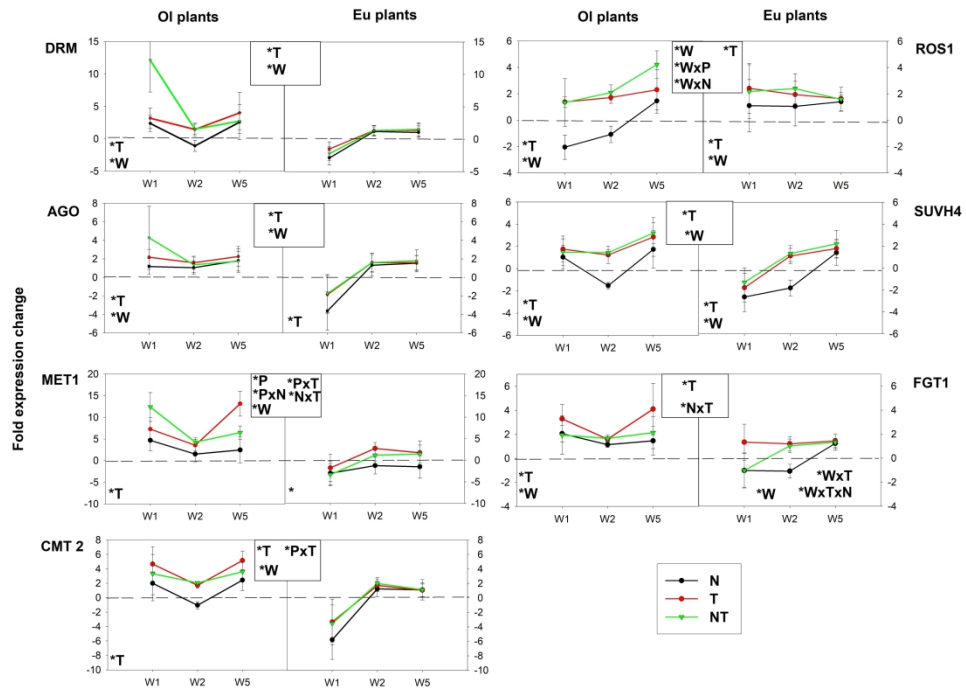 OI plants
Eu plants
OI plants
Eu plants
Fold expression change
DRM
15
10
5
0
-5
*T
*W
*T
*W
W1 W2 W5
W1 W2 W5
15
10
5
0
-5
ROS1
6
4
2
0
-2
-4
*W *T
*WxP
*WxN
*T
*W
*T
*W
W1 W2 W5
W1 W2 W5
6
4
2
0
-2
-4
AGO
8
6
4
2
0
-2
-4
-6
*T
*W
*T
*W
*T
W1 W2 W5
W1 W2 W5
8
6
4
2
0
-2
-4
-6
SUVH4
6
4
2
0
-2
-4
-6
*T
*W
*T
*W
*T
*W
W1 W2 W5
W1 W2 W5
6
4
2
0
-2
-4
-6
MET1
20
15
10
5
0
-5
-10
*P *PxT
*PxN *NxT
*W
*T
*
W1 W2 W5
W1 W2 W5
20
15
10
5
0
-5
-10
FGT1
6
4
2
0
-2
-4
*T
*NxT
*T
*W
*WxT
*W *WxTxN
W1 W2 W5
W1 W2 W5
6
4
2
0
-2
-4
CMT 2
8
6
4
2
0
-2
-4
-6
-8
-10
*T *PxT
*W
*T
W1 W2 W5
W1 W2 W5
8
6
4
2
0
-2
-4
-6
-8
-10
N
T
NT